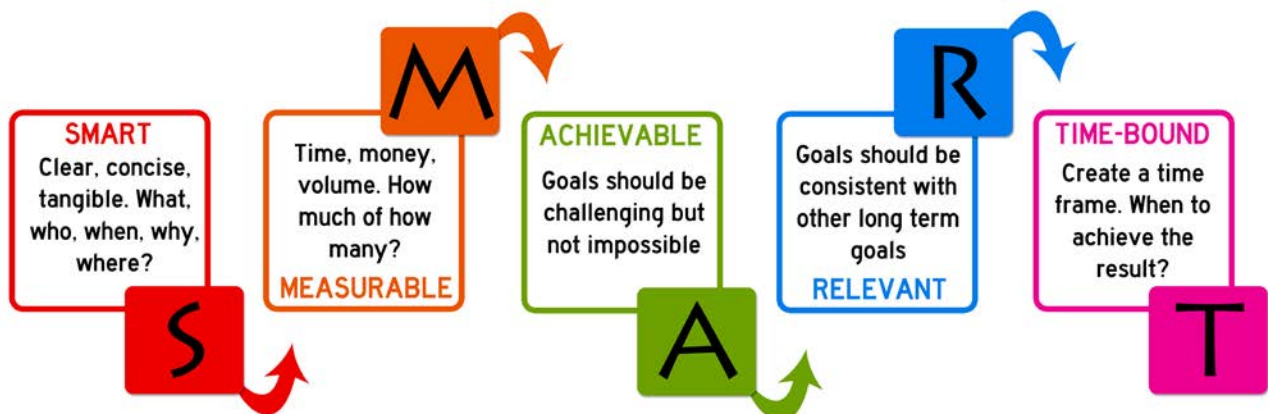 SMART
Clear, concise,
tangible. What,
who, when, why,
where?
S
M
Time, money,
volume. How
much of how
many?
MEASURABLE
ACHIEVABLE
Goals should be
challenging but
not impossible
A
R
Goals should be
consistent with
other long term
goals
RELEVANT
TIME-BOUND
Create a time
frame. When to
achieve the
result?
T